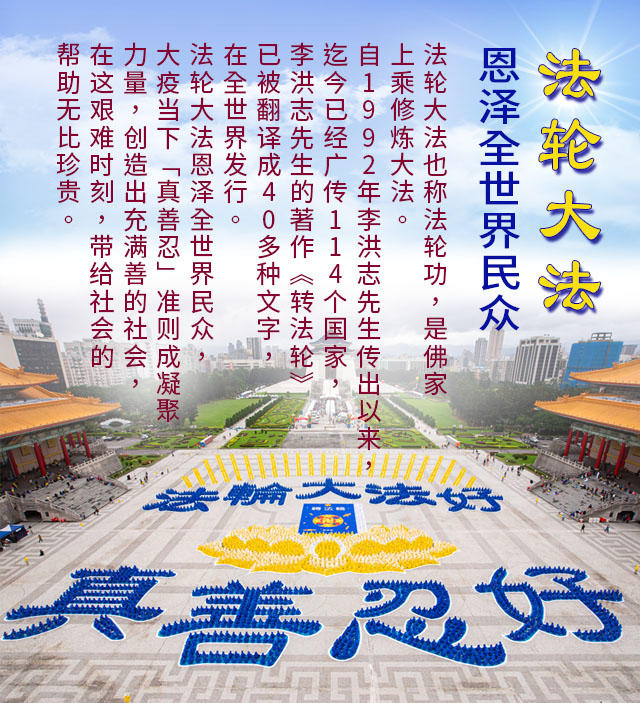 法轮大法
恩泽全世界民众
法轮大法也称法轮功，是佛家
上乘修炼大法。
自1992年李洪志先生传出以来，
迄今已经广传114个国家，
李洪志先生的著作《转法轮》
已被翻译成40多种文字，
在全世界发行。
法轮大法恩泽全世界民众，
大疫当下「真善忍」准则成凝聚
力量，创造出充满善的社会，
在这艰难时刻，带给社会的
帮助无比珍贵。
法輪大法好
轉法輪
真善忍好